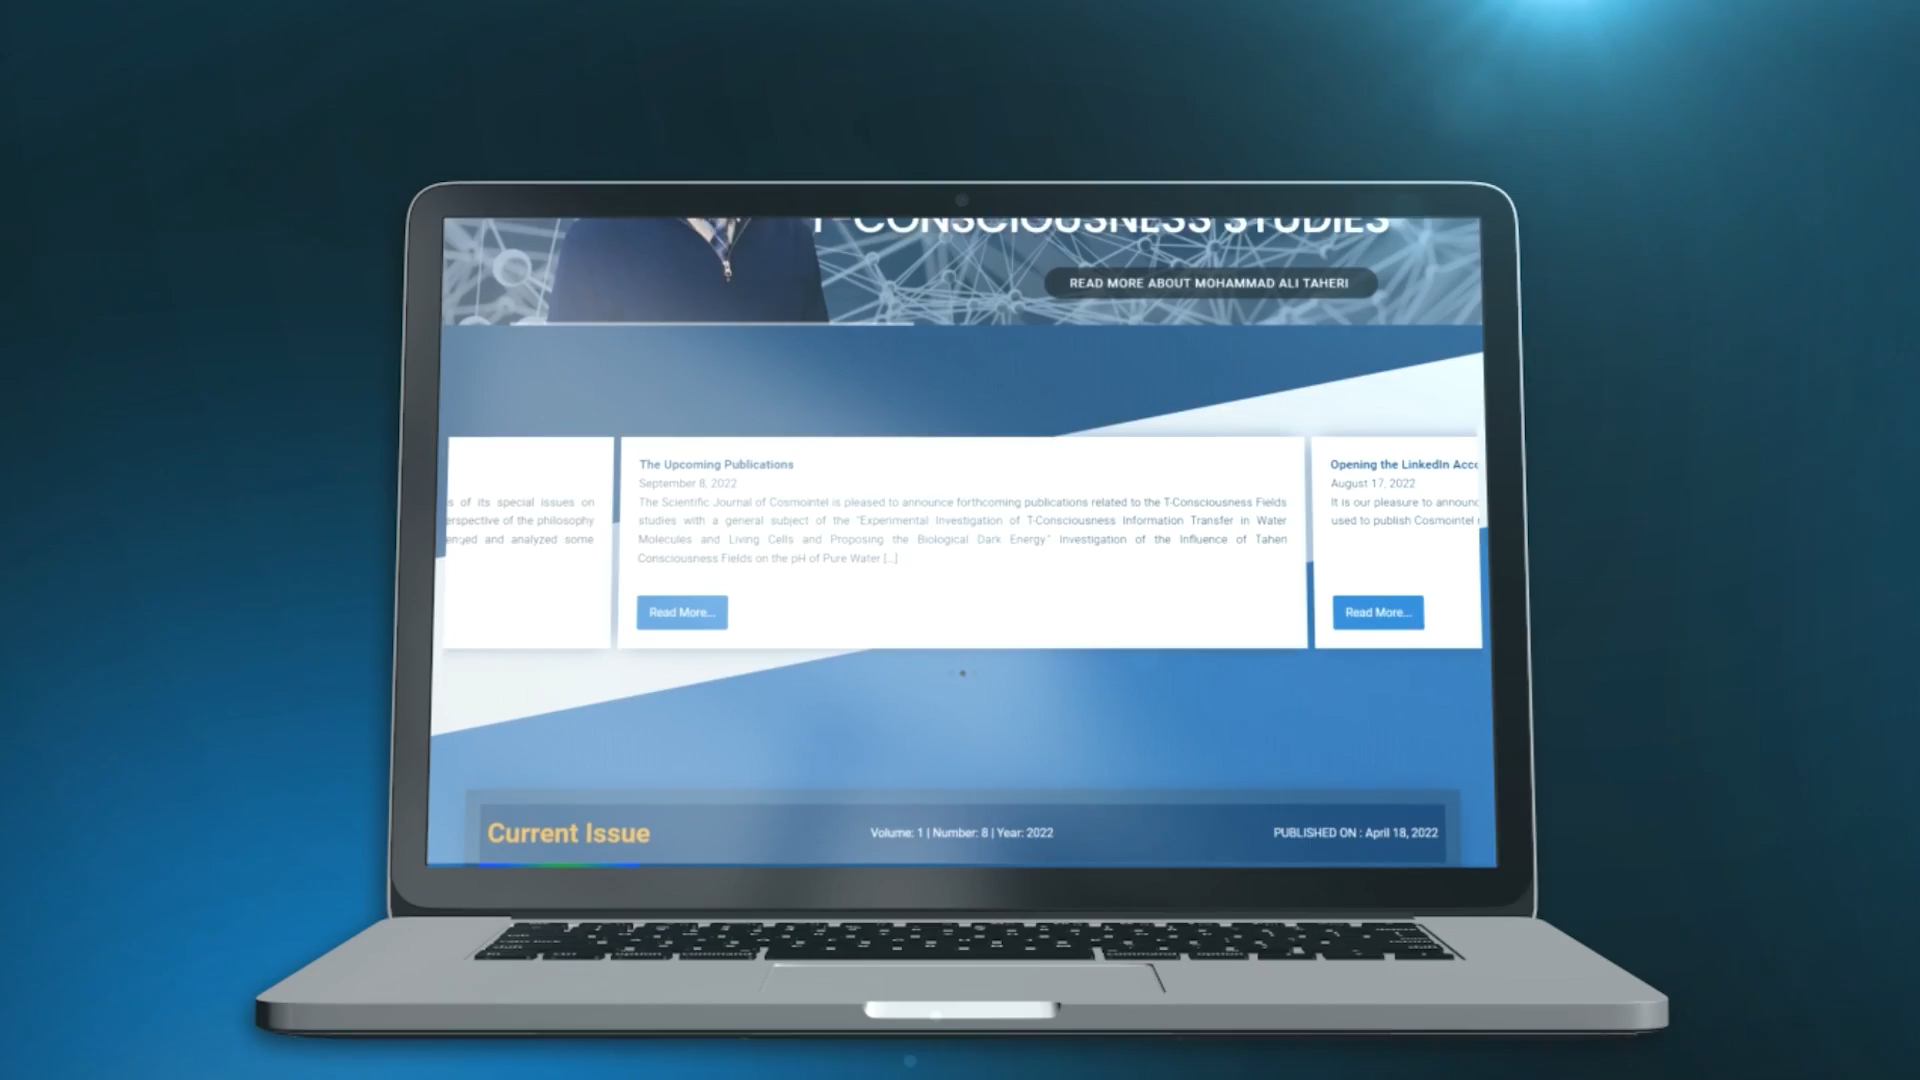 T-CONSCIOUSNESS STUDIES
READ MORE ABOUT MOHAMMAD ALI TAHERI
s of its special issues on
erspective of the philosophy
enged and analyzed some
The Upcoming Publications
September 8, 2022
The Scientific Journal of Cosmointel is pleased to announce forthcoming publications related to the T-Consciousness Fields
studies with a general subject of the "Experimental Investigation of T-Consciousness Information Transfer in Water
Molecules and Living Cells and Proposing the Biological Dark Energy" Investigation of the Influence of Taheri
Consciousness Fields on the pH of Pure Water [...]
Read More...
Opening the LinkedIn Acc
August 17, 2022
It is our pleasure to announc
used to publish Cosmointel
Read More...
Current Issue
Volume: 1 | Number: 8 | Year: 2022
PUBLISHED ON : April 18, 2022